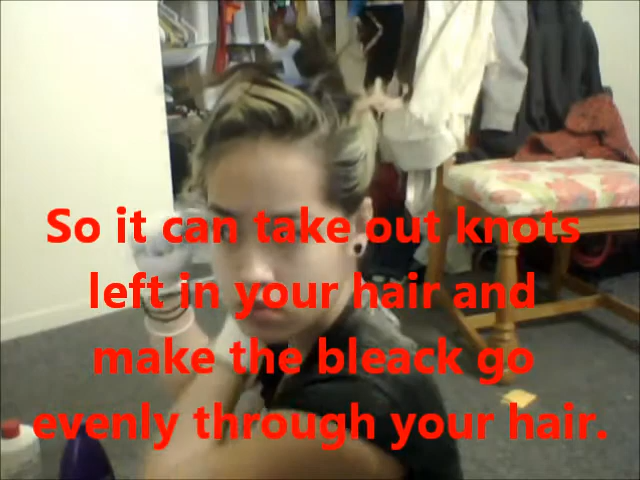 So it can take out knots
left in your hair and
make the bleack go
evenly through your hair.